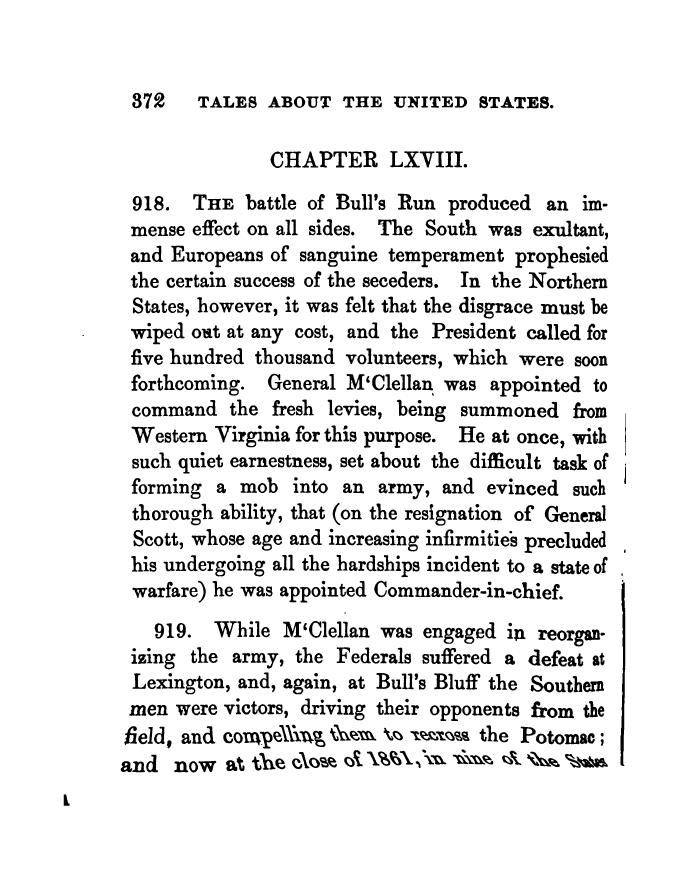 372 TALES ABOUT THE UNITED STATES.
CHAPTER LXVIII.
918. THE battle of Bull's Run produced an im-
mense effect on all sides. The South was exultant,
and Europeans of sanguine temperament prophesied
the certain success of the seceders. In the Northern
States, however, it was felt that the disgrace must be
wiped out at any cost, and the President called for
five hundred thousand volunteers, which were soon
forthcoming. General M‘Clellan was appointed to
command the fresh levies, being summoned from
Western Virginia for this purpose. He at once, with
such quiet earnestness, set about the difficult task of
forming a mob into an army, and evinced such
thorough ability, that (on the resignation of General
Scott, whose age and increasing infirmities precluded
his undergoing all the hardships incident to a state of
warfare) he was appointed Commander-in-chief.
919. While M‘Clellan was engaged in reorgan-
izing the army, the Federals suffered a defeat at
Lexington, and, again, at Bull's Bluff the Southern
men were victors, driving their opponents from the
field, and compelling them to recross the Potomac;
and now at the close of 1861, in nine of the States